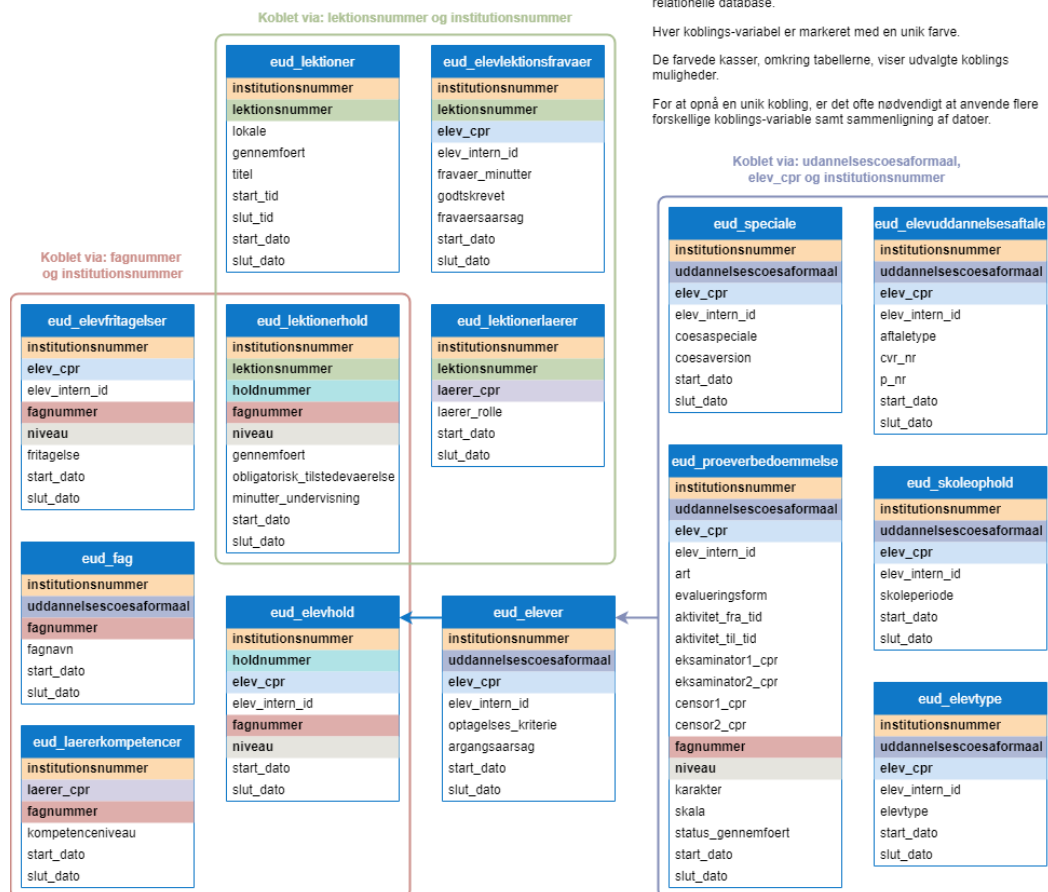 relationelle database.
Hver koblings-variabel er markeret med en unik farve.
De farvede kasser, omkring tabellerne, viser udvalgte koblings
muligheder.
For at opnå en unik kobling, er det ofte nødvendigt at anvende flere
forskellige koblings-variable samt sammenligning af datoer.
Koblet via: lektionsnummer og institutionsnummer
eud_lektioner
institutionsnummer
lektionsnummer
lokale
gennemfoert
titel
start_tid
slut_tid
start_dato
slut_dato
eud_elevlektionsfravaer
institutionsnummer
lektionsnummer
elev_cpr
elev_intern_id
fravaer_minutter
godtskrevet
fravaersaarsag
start_dato
slut_dato
Koblet via: fagnummer
og institutionsnummer
eud_elevfritagelser
institutionsnummer
elev_cpr
elev_intern_id
fagnummer
niveau
fritagelse
start_dato
slut_dato
eud_lektionerhold
institutionsnummer
lektionsnummer
holdnummer
fagnummer
niveau
gennemfoert
obligatorisk_tilstedevaerelse
minutter_undervisning
start_dato
slut_dato
eud_lektionerlaerer
institutionsnummer
lektionsnummer
laerer_cpr
laerer_rolle
start_dato
slut_dato
eud_fag
institutionsnummer
uddannelsescoesaformaal
fagnummer
fagnavn
start_dato
slut_dato
eud_laererkompetencer
institutionsnummer
laerer_cpr
fagnummer
kompetenceniveau
start_dato
slut_dato
eud_elevhold
institutionsnummer
holdnummer
elev_cpr
elev_intern_id
fagnummer
niveau
start_dato
slut_dato
eud_elever
institutionsnummer
uddannelsescoesaformaal
elev_cpr
elev_intern_id
optagelses_kriterie
argangsaarsag
start_dato
slut_dato
Koblet via: udannelsescoesaformaal,
elev_cpr og institutionsnummer
eud_speciale
institutionsnummer
uddannelsescoesaformaal
elev_cpr
elev_intern_id
coesaspeciale
coesaversion
start_dato
slut_dato
eud_elevuddannelsesaftale
institutionsnummer
uddannelsescoesaformaal
elev_cpr
elev_intern_id
aftaletype
cvr_nr
p_nr
start_dato
slut_dato
eud_proeverbedoemmelse
institutionsnummer
uddannelsescoesaformaal
elev_cpr
elev_intern_id
art
evalueringsform
aktivitet_fra_tid
aktivitet_til_tid
eksaminator1_cpr
eksaminator2_cpr
censor1_cpr
censor2_cpr
fagnummer
niveau
karakter
skala
status_gennemfoert
start_dato
slut_dato
eud_skoleophold
institutionsnummer
uddannelsescoesaformaal
elev_cpr
elev_intern_id
skoleperiode
start_dato
slut_dato
eud_elevtype
institutionsnummer
uddannelsescoesaformaal
elev_cpr
elev_intern_id
elevtype
start_dato
slut_dato